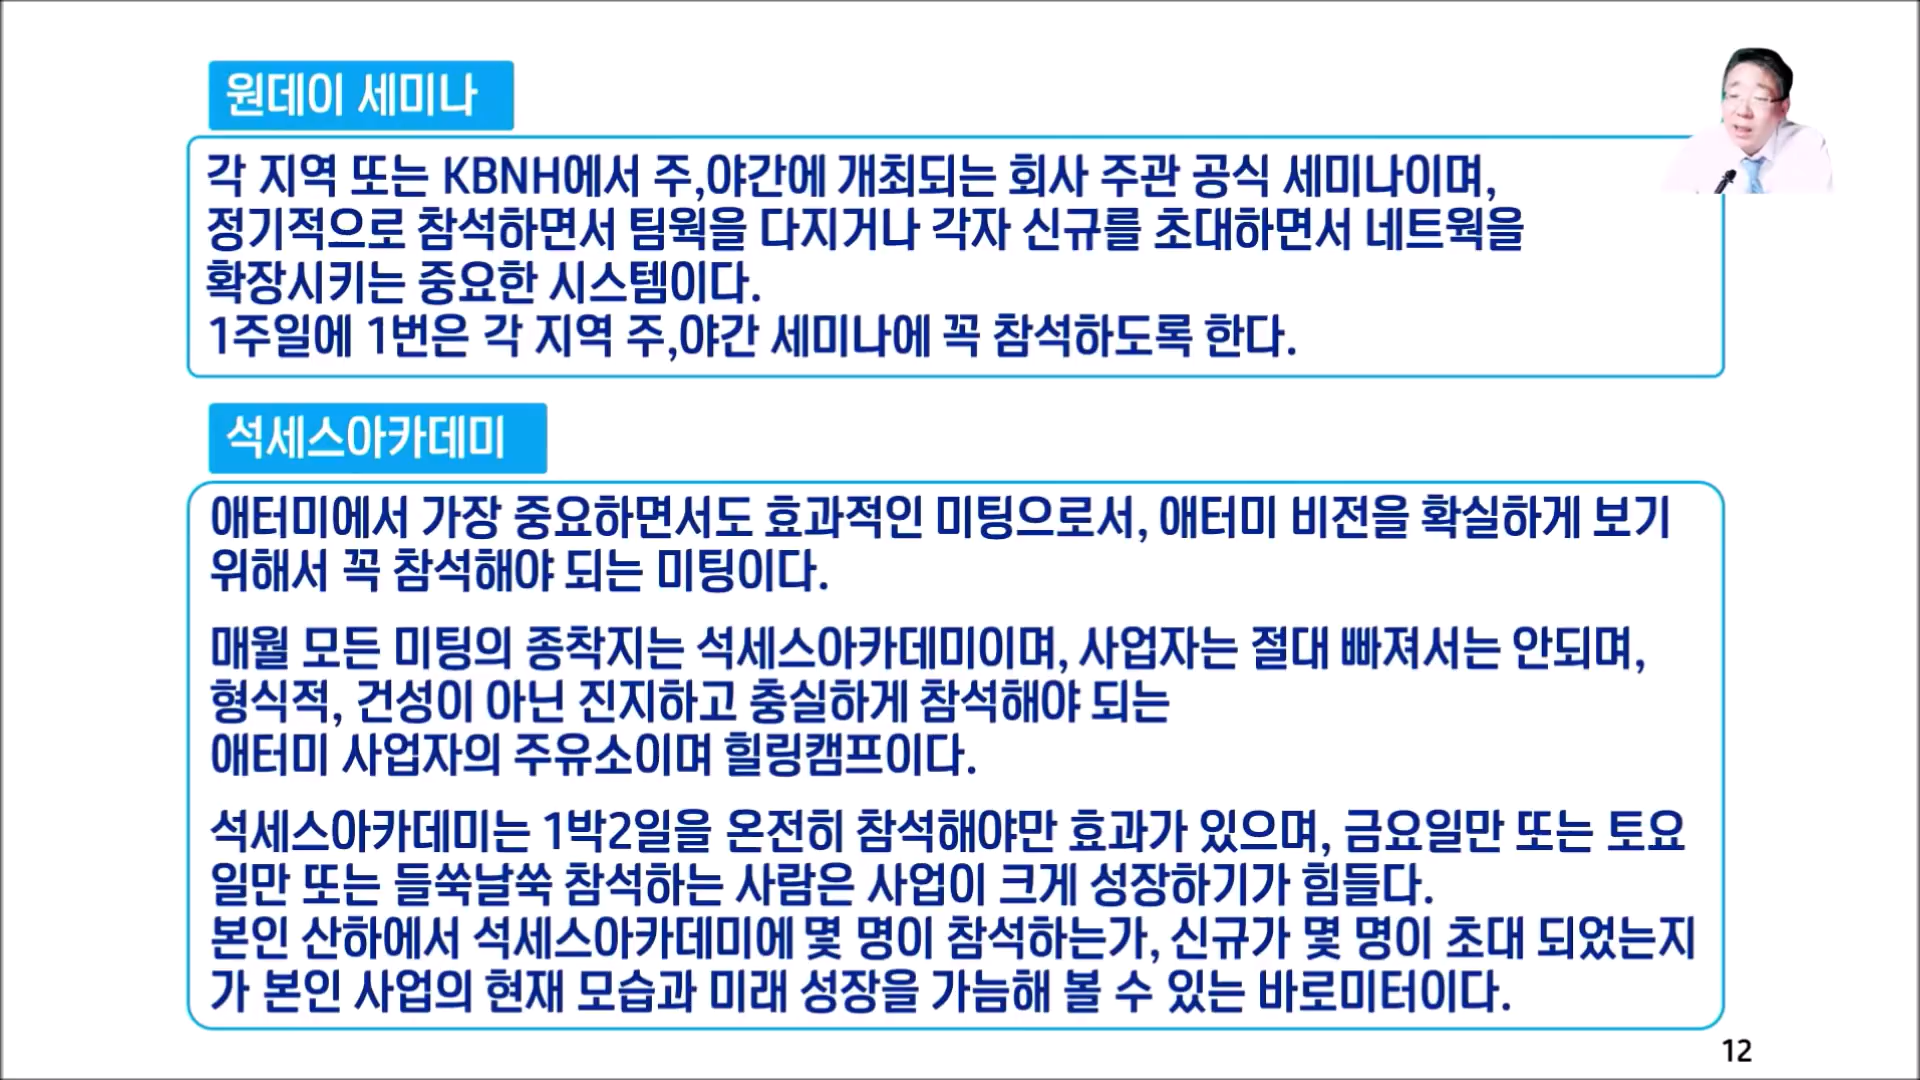 원데이 세미나
각 지역 또는 KBNH에서 주,야간에 개최되는 회사 주관 공식 세미나이며,
정기적으로 참석하면서 팀웍을 다지거나 각자 신규를 초대하면서 네트웍을
확장시키는 중요한 시스템이다.
1주일에 1번은 각 지역 주,야간 세미나에 꼭 참석하도록 한다.
석세스아카데미
애터미에서 가장 중요하면서도 효과적인 미팅으로서, 애터미 비전을 확실하게 보기
위해서 꼭 참석해야 되는 미팅이다.
매월 모든 미팅의 종착지는 석세스아카데미이며, 사업자는 절대 빠져서는 안되며,
형식적, 건성이 아닌 진지하고 충실하게 참석해야 되는
애터미 사업자의 주유소이며 힐링캠프이다.
석세스아카데미는 1박2일을 온전히 참석해야만 효과가 있으며, 금요일만 또는 토요
일만 또는 들쑥날쑥 참석하는 사람은 사업이 크게 성장하기가 힘들다.
본인 산하에서 석세스아카데미에 몇 명이 참석하는가, 신규가 몇 명이 초대 되었는지
가 본인 사업의 현재 모습과 미래 성장을 가늠해 볼 수 있는 바로미터이다.
12